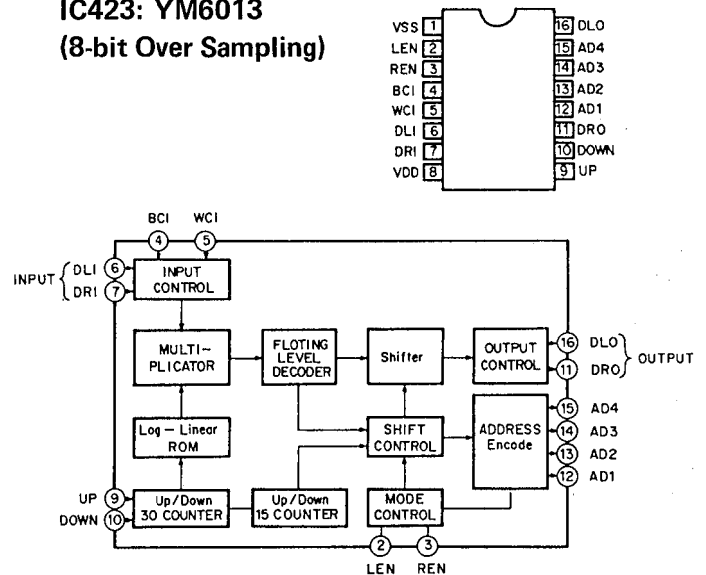 IC423: YM6013
(8-bit Over Sampling)
VSS 1
LEN 2
REN 3
BCI 4
WCI 5
DLI 6
DRI 7
VDD 8
16 DLO
15 AD4
14 AD3
13 AD2
12 AD1
11 DRO
10 DOWN
9 UP
BCI WCI
4 5
INPUT { DLI 6
DRI 7
INPUT
CONTROL
MULTI-
PLICATOR
FLOTING
LEVEL
DECODER
Shifter
OUTPUT
CONTROL
16 DLO } OUTPUT
11 DRO
Log-Linear
ROM
SHIFT
CONTROL
ADDRESS
Encode
15 AD4
14 AD3
13 AD2
12 AD1
UP 9
DOWN 10
Up/Down
30 COUNTER
Up/Down
15 COUNTER
MODE
CONTROL
2 3
LEN REN